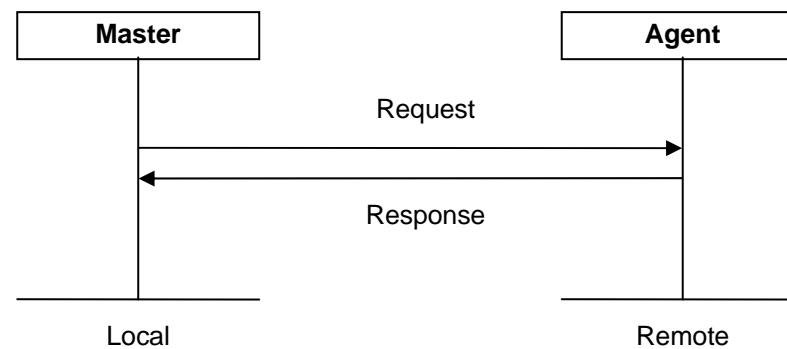 Master
Agent
Request
Response
Local
Remote